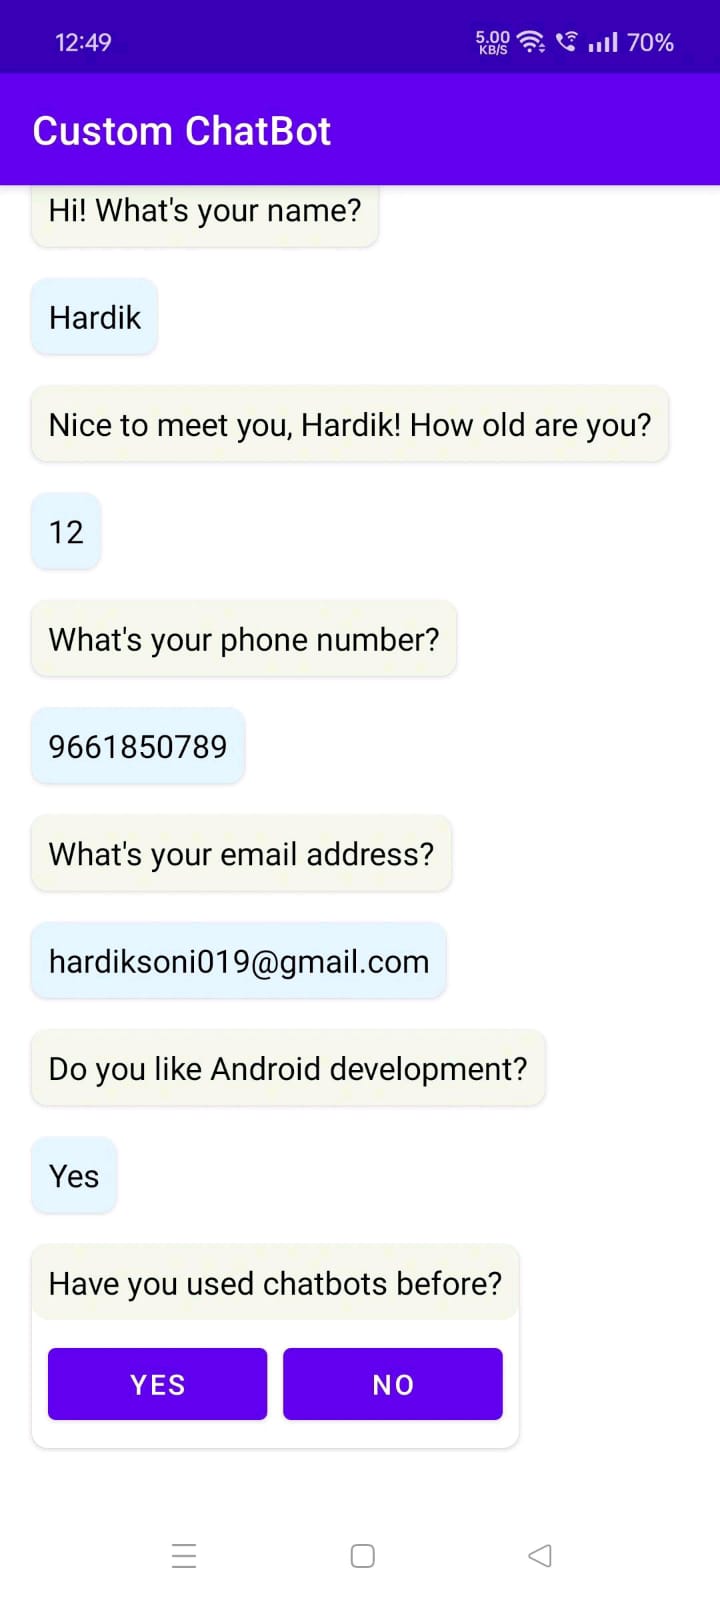 12:49
5.00 KB/S 70%
Custom ChatBot
Hi! What's your name?
Hardik
Nice to meet you, Hardik! How old are you?
12
What's your phone number?
9661850789
What's your email address?
hardiksoni019@gmail.com
Do you like Android development?
Yes
Have you used chatbots before?
YES NO